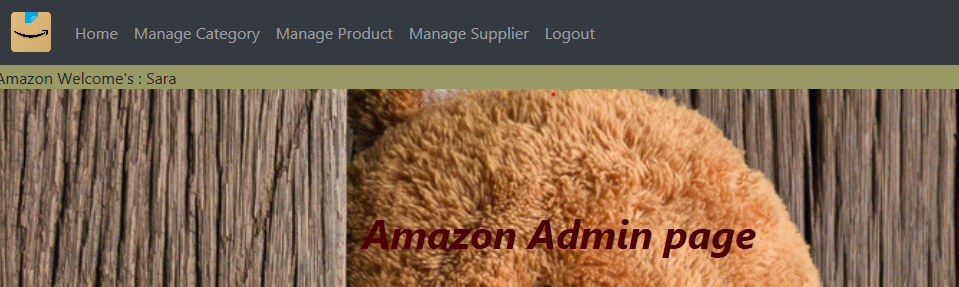 Home Manage Category Manage Product Manage Supplier Logout
Amazon Welcome's : Sara
Amazon Admin page